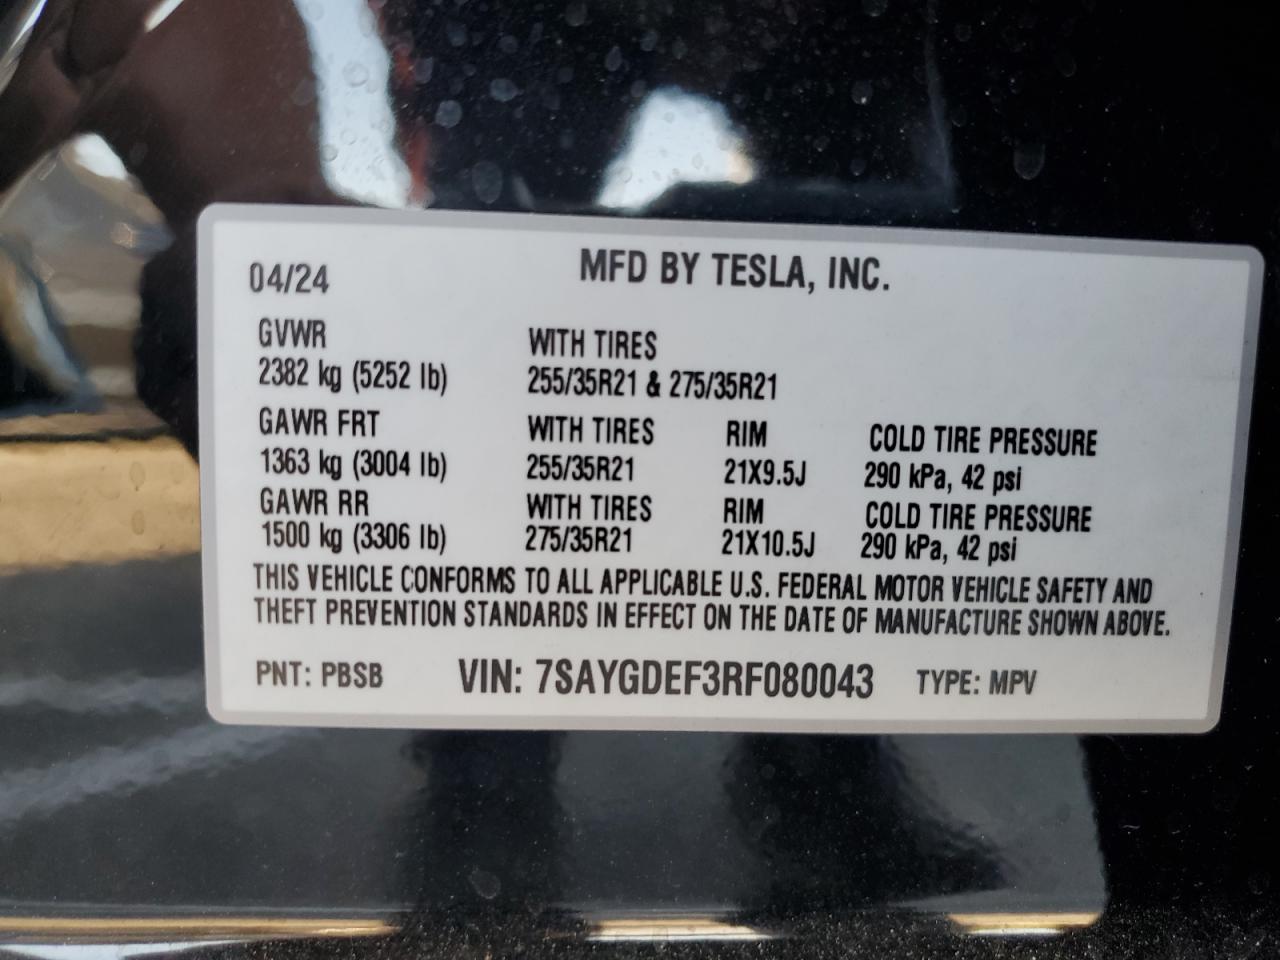 04/24 MFD BY TESLA, INC.
GVWR WITH TIRES
2382 kg (5252 lb) 255/35R21 & 275/35R21
GAWR FRT WITH TIRES RIM COLD TIRE PRESSURE
1363 kg (3004 lb) 255/35R21 21X9.5J 290 kPa, 42 psi
GAWR RR WITH TIRES RIM COLD TIRE PRESSURE
1500 kg (3306 lb) 275/35R21 21X10.5J 290 kPa, 42 psi
THIS VEHICLE CONFORMS TO ALL APPLICABLE U.S. FEDERAL MOTOR VEHICLE SAFETY AND
THEFT PREVENTION STANDARDS IN EFFECT ON THE DATE OF MANUFACTURE SHOWN ABOVE.
PNT: PBSB VIN: 7SAYGDEF3RF080043 TYPE: MPV